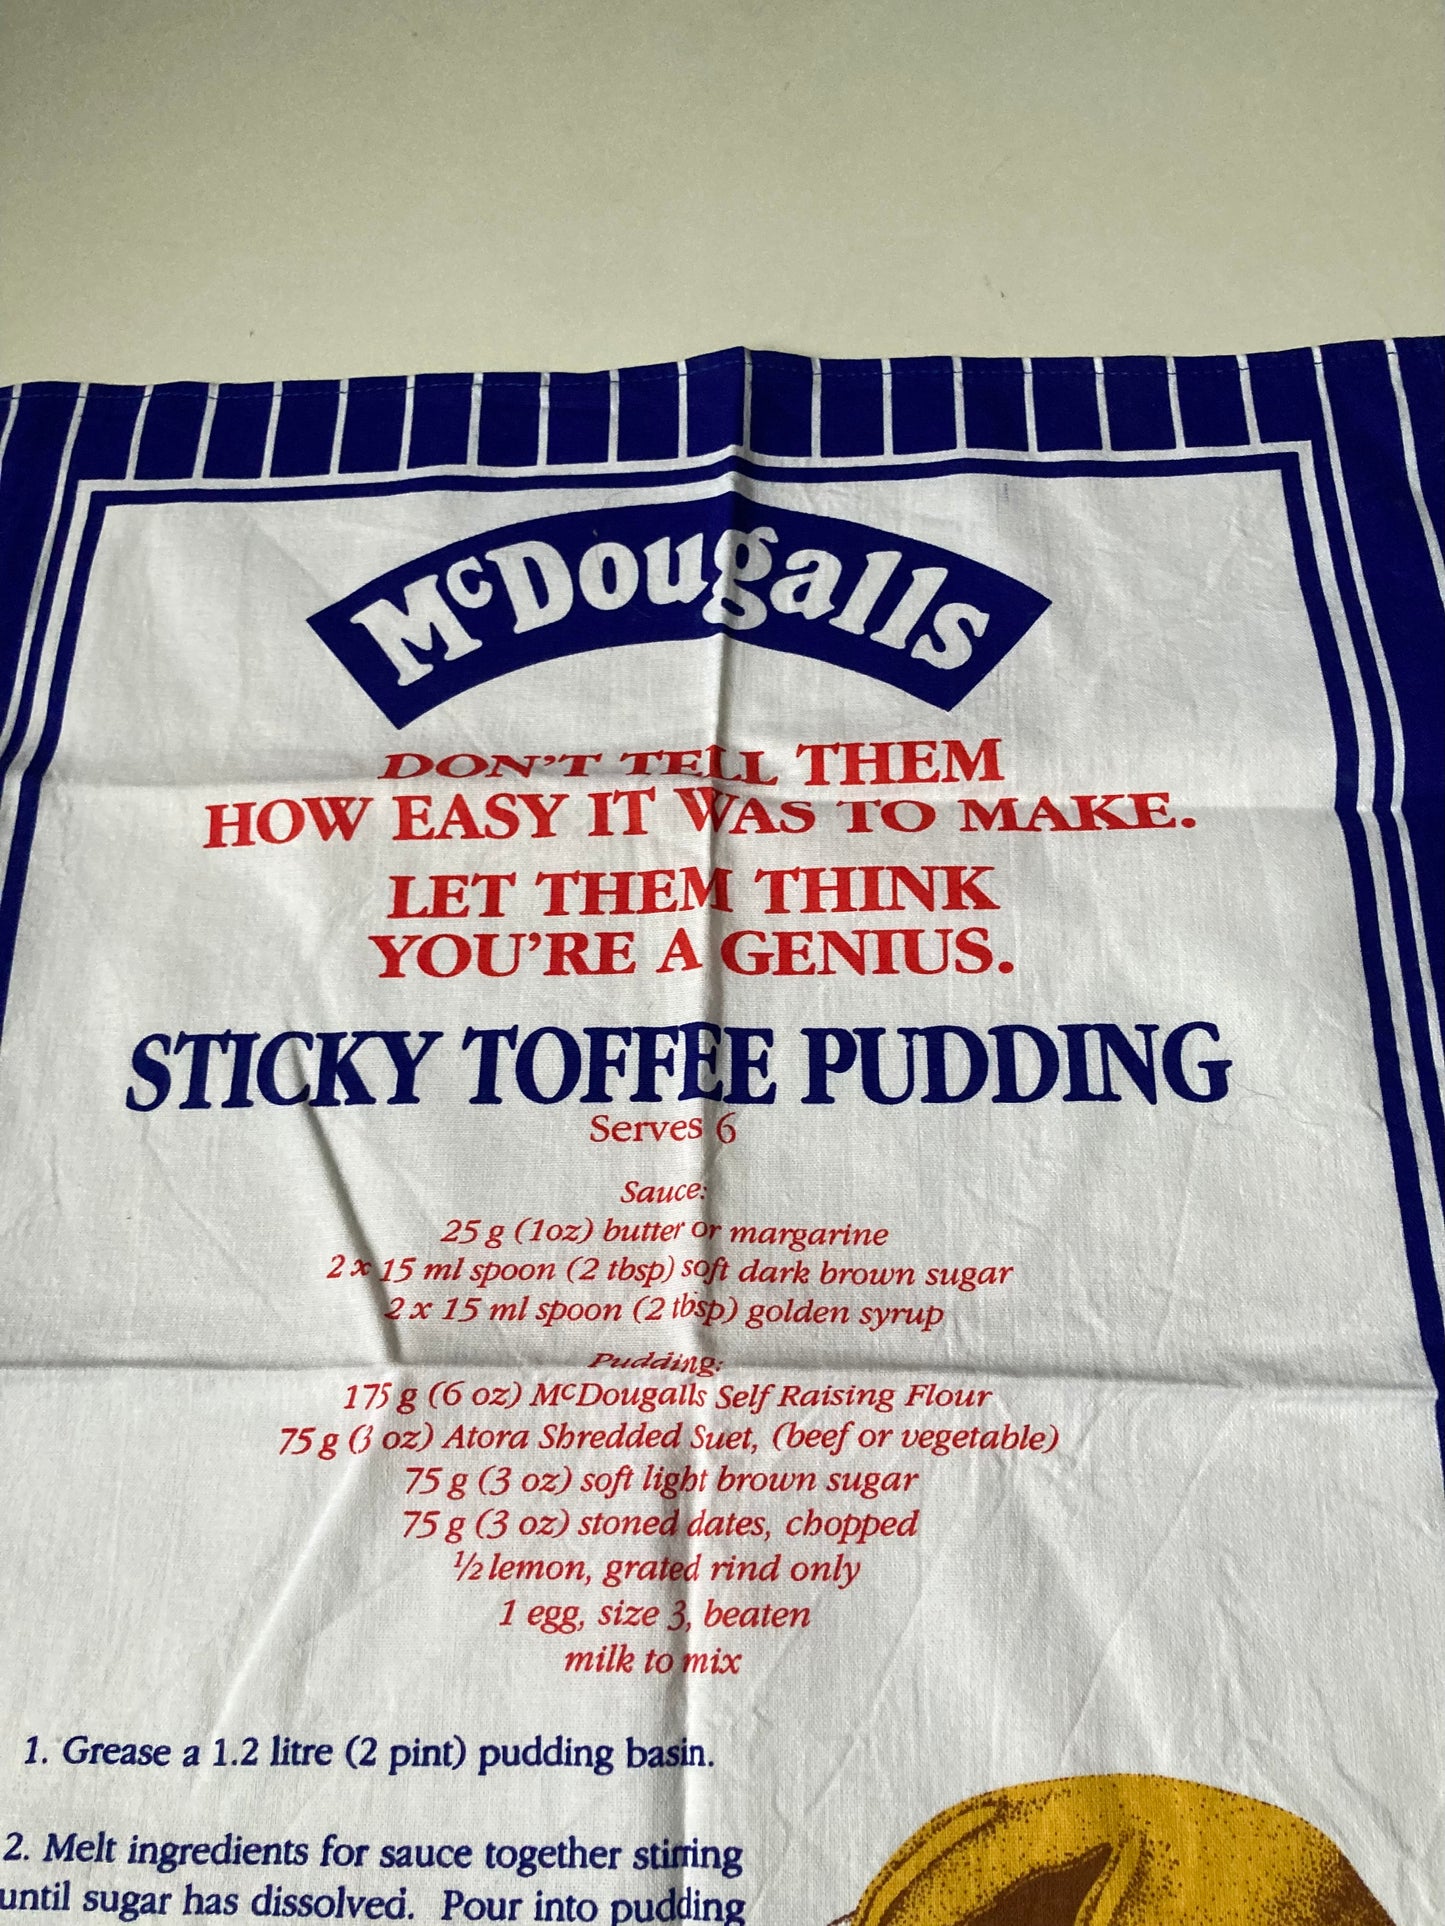 McDougalls
DON'T TELL THEM
HOW EASY IT WAS TO MAKE.
LET THEM THINK
YOU'RE A GENIUS.
STICKY TOFFEE PUDDING
Serves 6
Sauce:
25 g (1oz) butter or margarine
2 x 15 ml spoon (2 tbsp) soft dark brown sugar
2 x 15 ml spoon (2 tbsp) golden syrup
Pudding:
175 g (6 oz) McDougalls Self Raising Flour
75 g (3 oz) Atora Shredded Suet, (beef or vegetable)
75 g (3 oz) soft light brown sugar
75 g (3 oz) stoned dates, chopped
½ lemon, grated rind only
1 egg, size 3, beaten
milk to mix
1. Grease a 1.2 litre (2 pint) pudding basin.
2. Melt ingredients for sauce together stirring
until sugar has dissolved. Pour into pudding